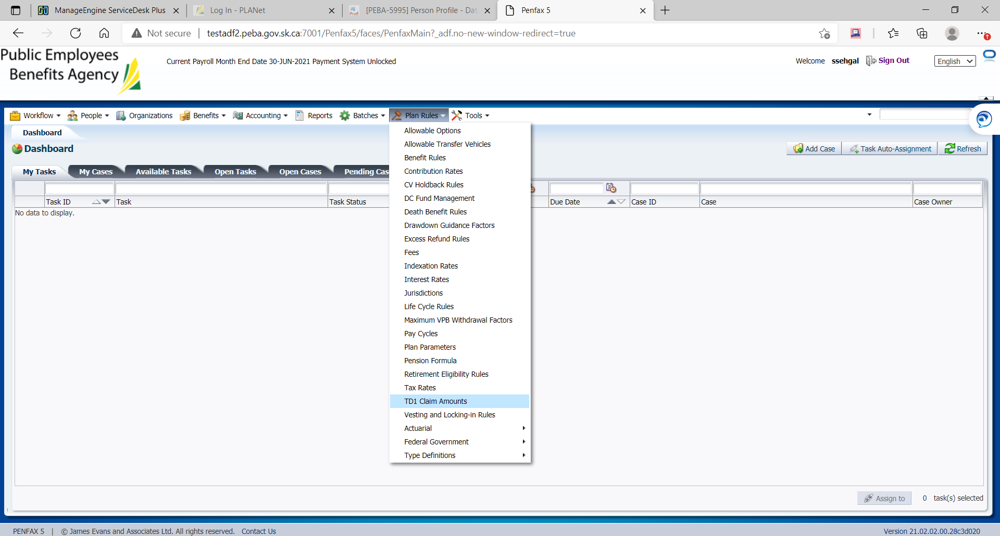 ManageEngine ServiceDesk Plus
Log In - PLANet
[PEBA-5995] Person Profile - Dat
Penfax 5
Not secure | testadf2.peba.gov.sk.ca:7001/Penfax5/faces/PenfaxMain?_adf.no-new-window-redirect=true
Public Employees
Benefits Agency
Current Payroll Month End Date 30-JUN-2021 Payment System Unlocked
Welcome ssehgal Sign Out English
Workflow People Organizations Benefits Accounting Reports Batches Plan Rules Tools
Dashboard
Dashboard
Add Case Task Auto-Assignment Refresh
My Tasks My Cases Available Tasks Open Tasks Open Cases Pending Cas
Task ID Task Task Status Due Date Case ID Case Case Owner
No data to display.
Allowable Options
Allowable Transfer Vehicles
Benefit Rules
Contribution Rates
CV Holdback Rules
DC Fund Management
Death Benefit Rules
Drawdown Guidance Factors
Excess Refund Rules
Fees
Indexation Rates
Interest Rates
Jurisdictions
Life Cycle Rules
Maximum VPB Withdrawal Factors
Pay Cycles
Plan Parameters
Pension Formula
Retirement Eligibility Rules
Tax Rates
TD1 Claim Amounts
Vesting and Locking-in Rules
Actuarial
Federal Government
Type Definitions
Assign to 0 task(s) selected
PENFAX 5 | © James Evans and Associates Ltd. All rights reserved. Contact Us
Version 21.02.02.00.28c3d020